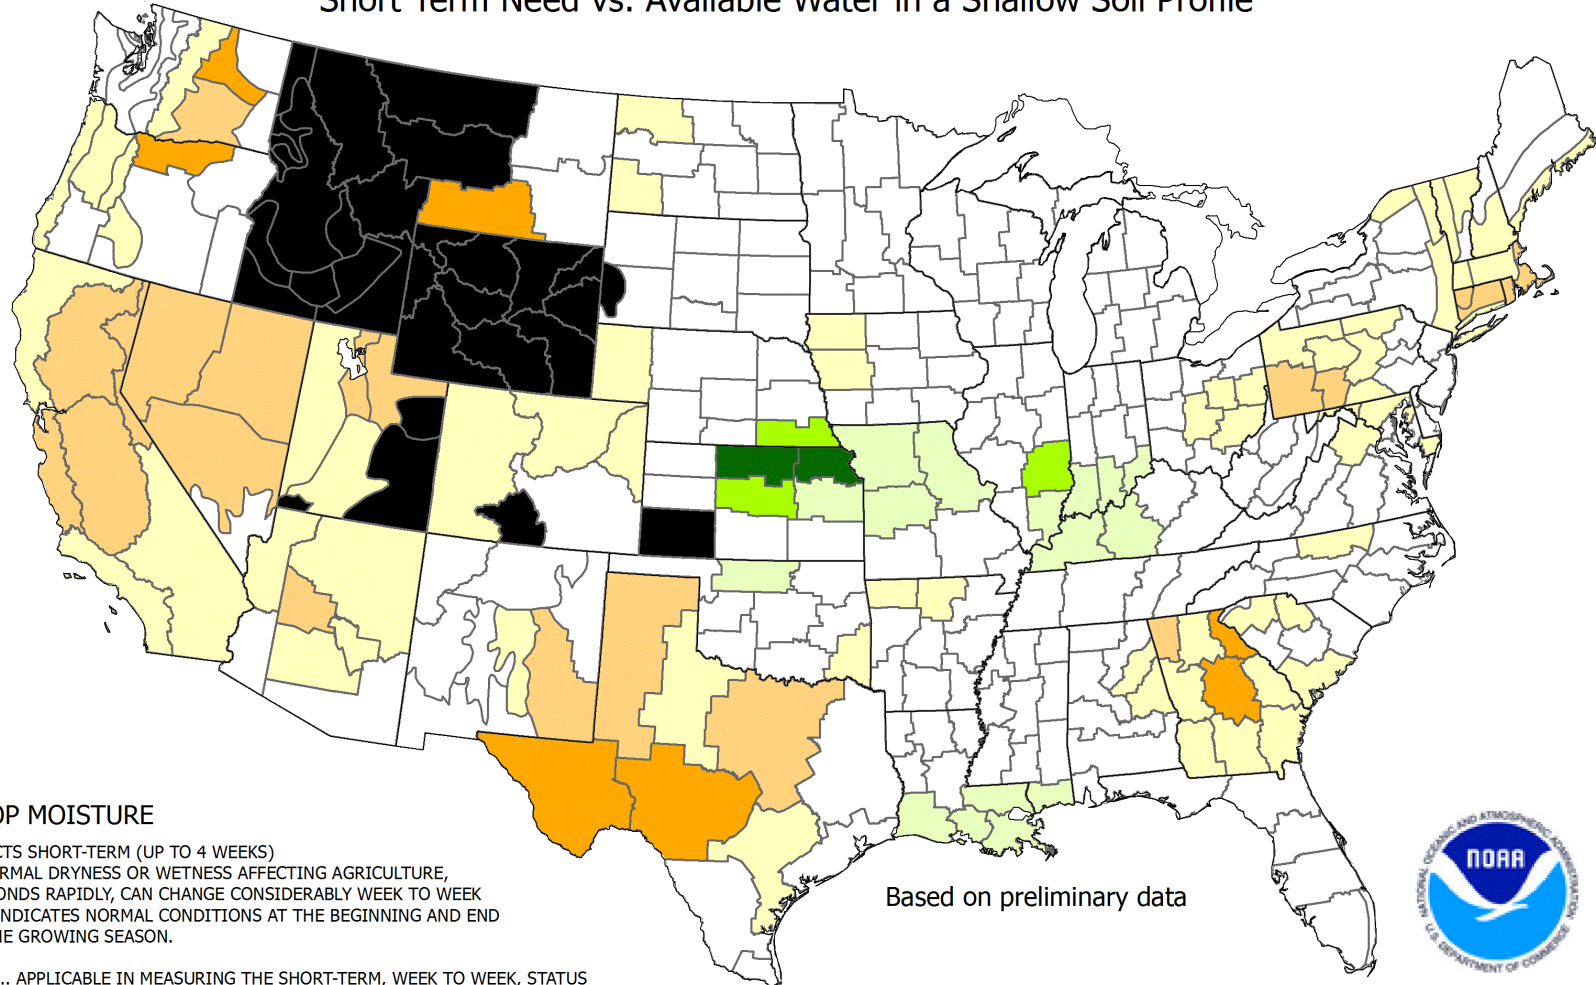 Short Term Need vs. Available Water in a Shallow Soil Profile
OP MOISTURE
CTS SHORT-TERM (UP TO 4 WEEKS)
RMAL DRYNESS OR WETNESS AFFECTING AGRICULTURE,
ONDS RAPIDLY, CAN CHANGE CONSIDERABLY WEEK TO WEEK
INDICATES NORMAL CONDITIONS AT THE BEGINNING AND END
HE GROWING SEASON.
.. APPLICABLE IN MEASURING THE SHORT-TERM, WEEK TO WEEK, STATUS
Based on preliminary data
NATIONAL OCEANIC AND ATMOSPHERIC ADMINISTRATION
NOAA
U.S. DEPARTMENT OF COMMERCE